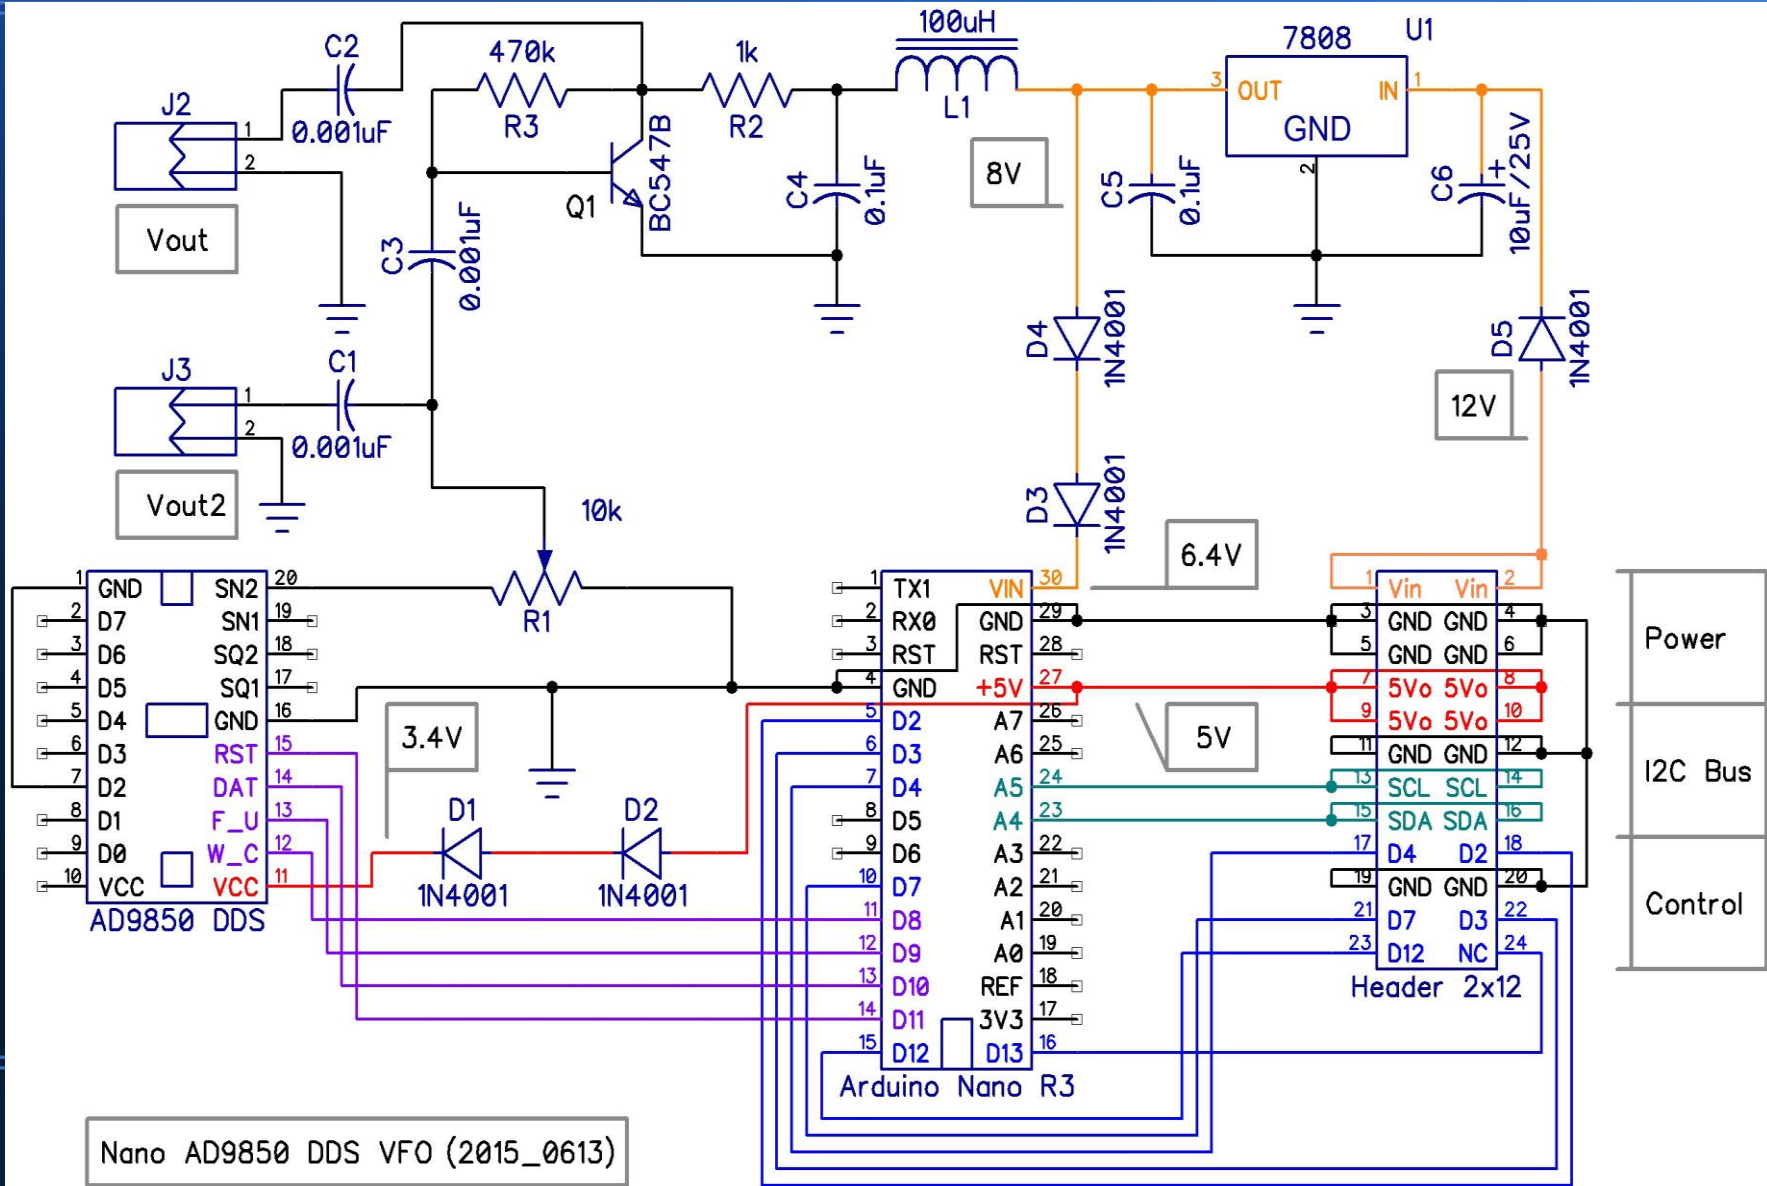 100uH
L1
7808
U1
3
OUT
IN
1
GND
2
C2
0.001uF
470k
R3
1k
R2
J2
1
2
Vout
Q1
BC547B
C4
0.1uF
8V
C5
0.1uF
C6
+
10uF/25V
C3
0.001uF
J3
1
2
C1
0.001uF
Vout2
D4
1N4001
D5
1N4001
12V
D3
1N4001
10k
R1
6.4V
3.4V
5V
D1
1N4001
D2
1N4001
1 GND SN2 20
2 D7 SN1 19
3 D6 SQ2 18
4 D5 SQ1 17
5 D4 GND 16
6 D3 RST 15
7 D2 DAT 14
8 D1 F_U 13
9 D0 W_C 12
10 VCC VCC 11
AD9850 DDS
1 TX1 VIN 30
2 RX0 GND 29
3 RST RST 28
4 GND +5V 27
5 D2 A7 26
6 D3 A6 25
7 D4 A5 24
8 D5 A4 23
9 D6 A3 22
10 D7 A2 21
11 D8 A1 20
12 D9 A0 19
13 D10 REF 18
14 D11 3V3 17
15 D12 D13 16
Arduino Nano R3
1 Vin Vin 2
3 GND GND 4
5 GND GND 6
7 5Vo 5Vo 8
9 5Vo 5Vo 10
11 GND GND 12
13 SCL SCL 14
15 SDA SDA 16
17 D4 D2 18
19 GND GND 20
21 D7 D3 22
23 D12 NC 24
Header 2x12
Power
I2C Bus
Control
Nano AD9850 DDS VFO (2015_0613)